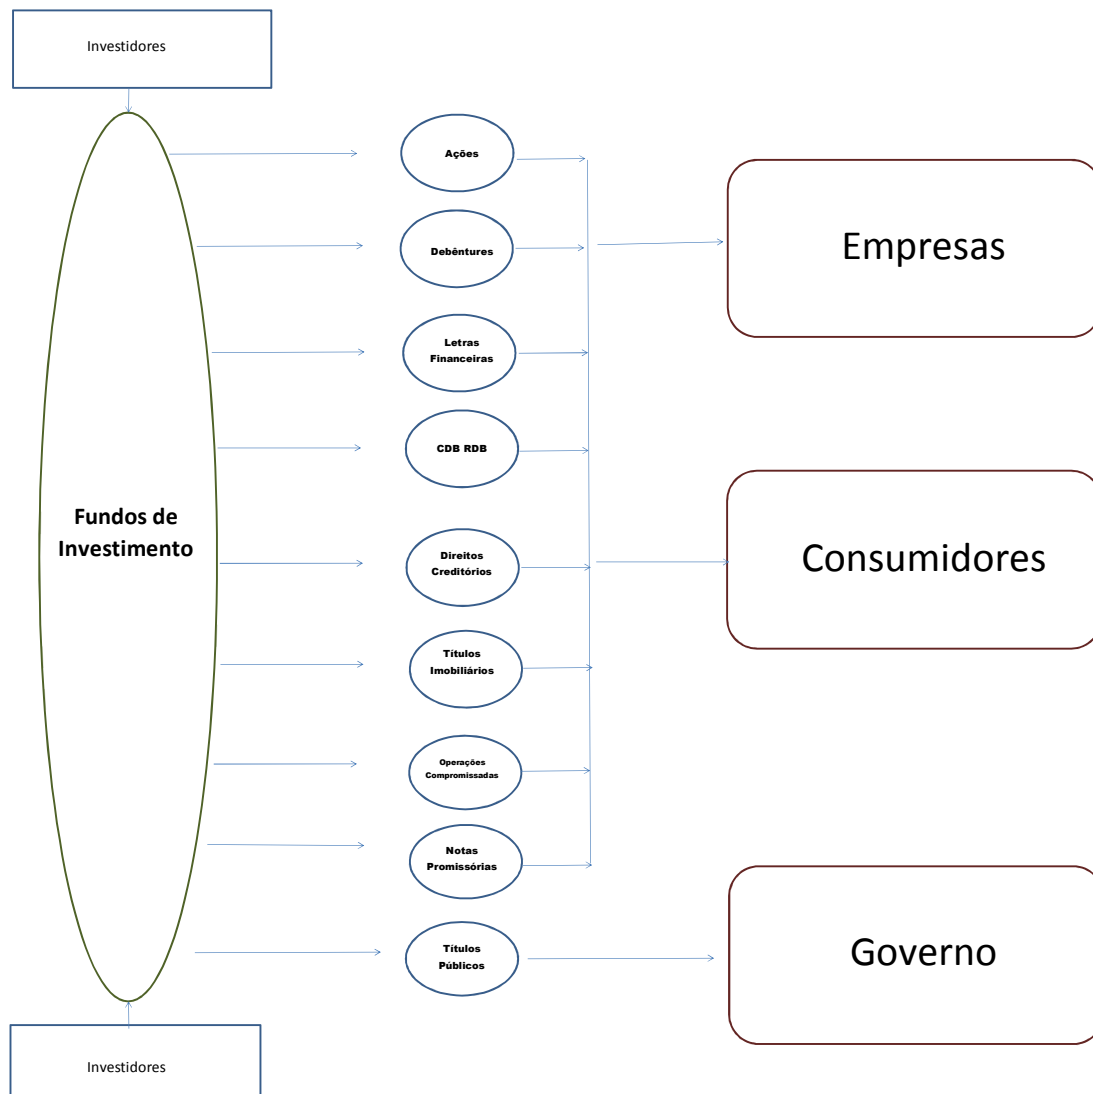 Investidores
Ações
Debêntures
Empresas
Letras
Financeiras
CDB RDB
Fundos de
Investimento
Direitos
Creditórios
Consumidores
Títulos
Imobiliários
Operações
Compromissadas
Notas
Promissórias
Títulos
Públicos
Governo
Investidores